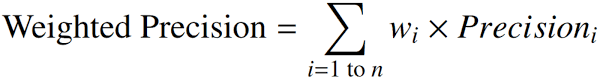 Weighted Precision = ∑ i=1 to n wᵢ × Precisionᵢ